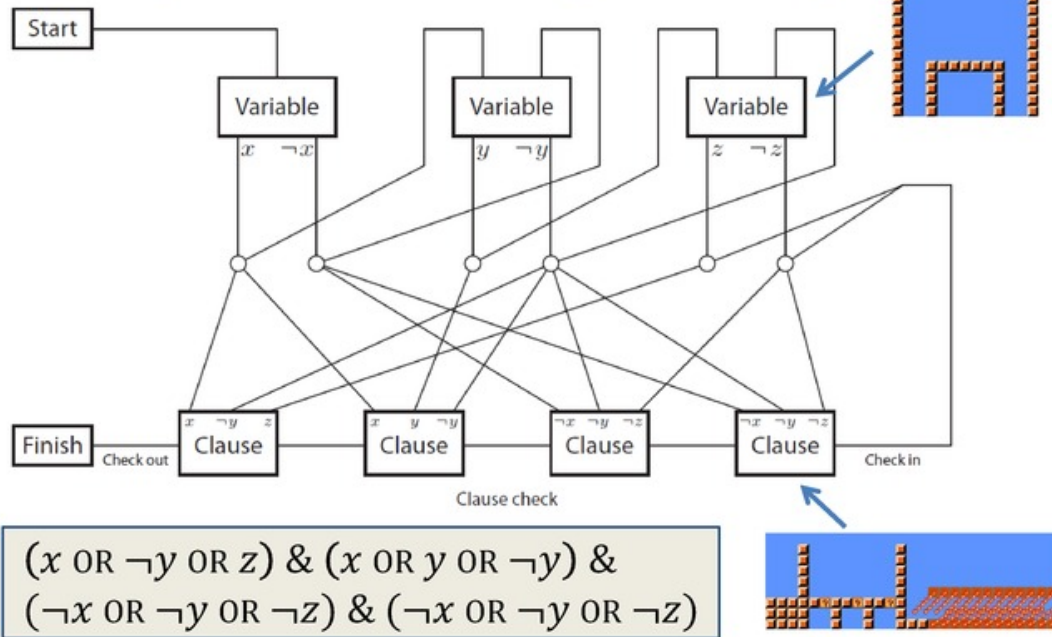 Start
Variable Variable Variable
x ¬x y ¬y z ¬z
x ¬y z x y ¬y ¬x ¬y ¬z ¬x ¬y ¬z
Finish Clause Clause Clause Clause
Check out Check in
Clause check
(x OR ¬y OR z) & (x OR y OR ¬y) &
(¬x OR ¬y OR ¬z) & (¬x OR ¬y OR ¬z)